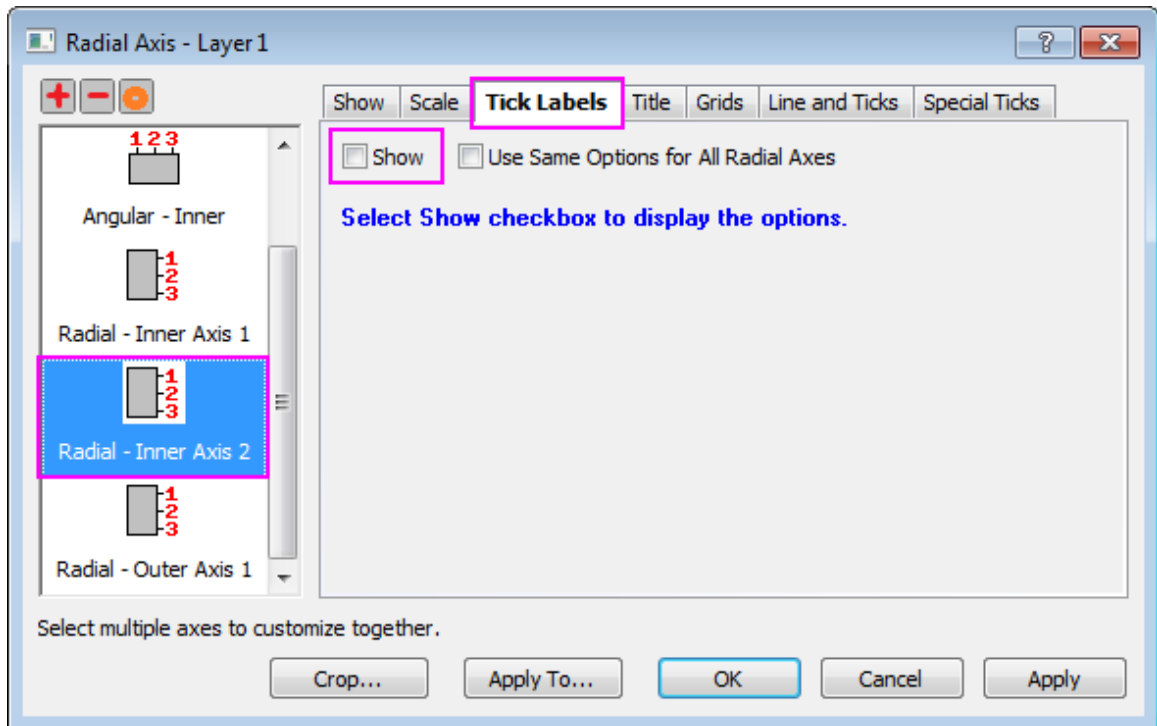 Radial Axis - Layer 1
Show Scale Tick Labels Title Grids Line and Ticks Special Ticks
1 2 3
Angular - Inner
1
2
3
Radial - Inner Axis 1
1
2
3
Radial - Inner Axis 2
1
2
3
Radial - Outer Axis 1
Show Use Same Options for All Radial Axes
Select Show checkbox to display the options.
Select multiple axes to customize together.
Crop... Apply To... OK Cancel Apply